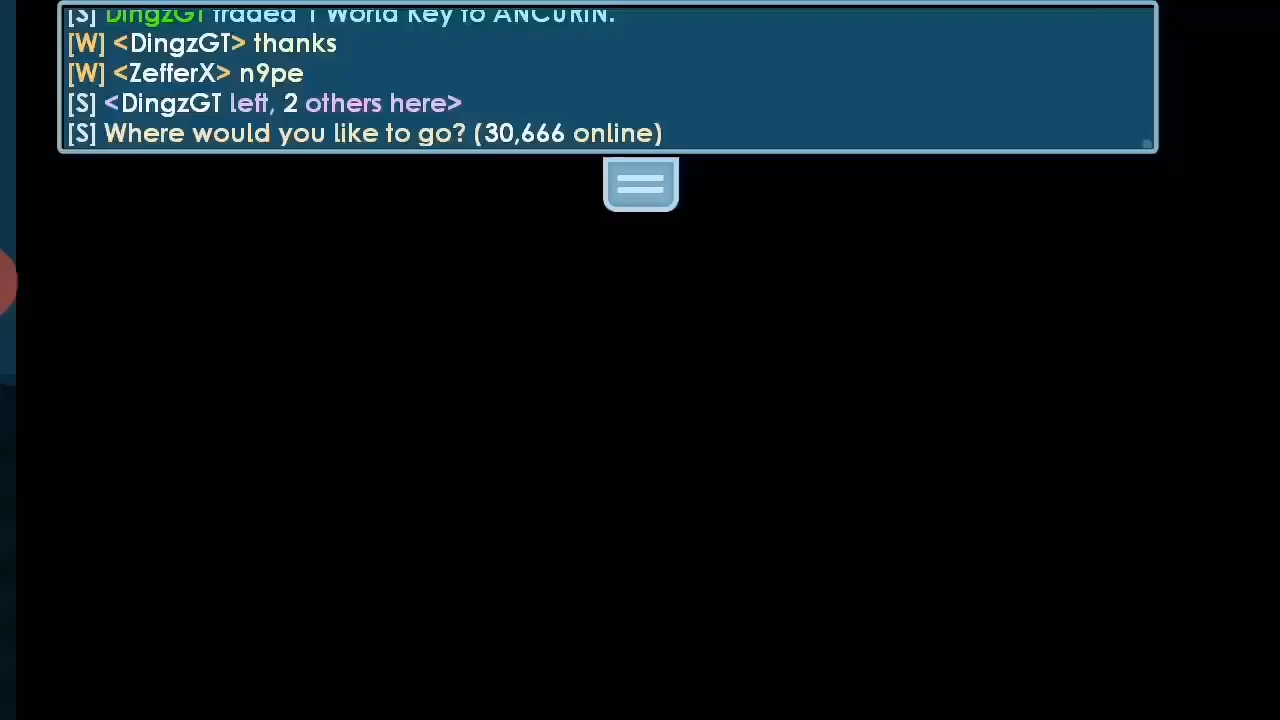 [S] DingzGT traded 1 World Key to ANCURIN.
[W] <DingzGT> thanks
[W] <ZefferX> n9pe
[S] <DingzGT left, 2 others here>
[S] Where would you like to go? (30,666 online)